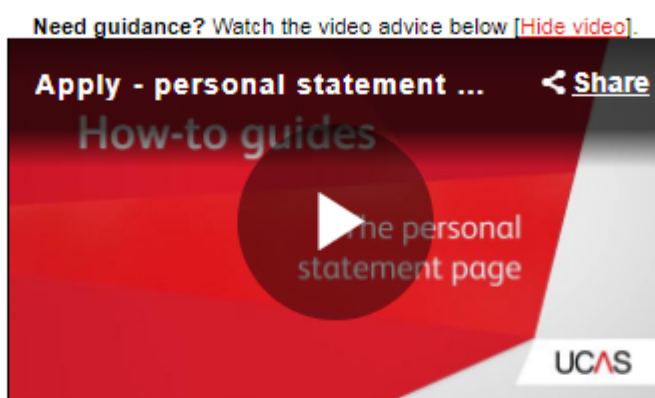 Need guidance? Watch the video advice below [Hide video].
Apply - personal statement ... Share
How-to guides
The personal
statement page
UCAS